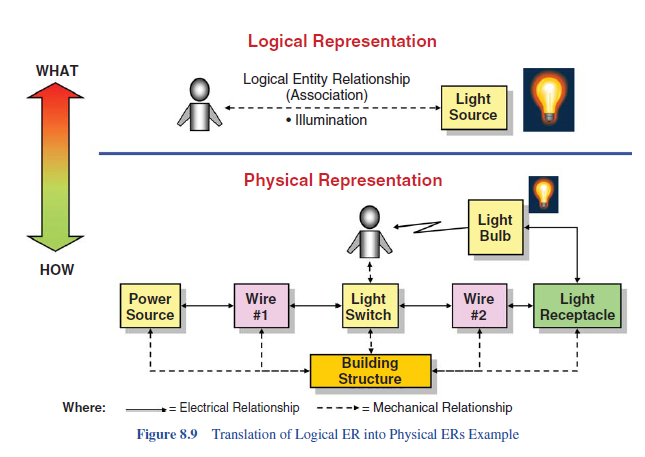 Logical Representation
WHAT
Logical Entity Relationship
(Association)
• Illumination
Light
Source
Physical Representation
Light
Bulb
HOW
Power
Source
Wire
#1
Light
Switch
Wire
#2
Light
Receptacle
Building
Structure
Where:
= Electrical Relationship
= Mechanical Relationship
Figure 8.9 Translation of Logical ER into Physical ERs Example